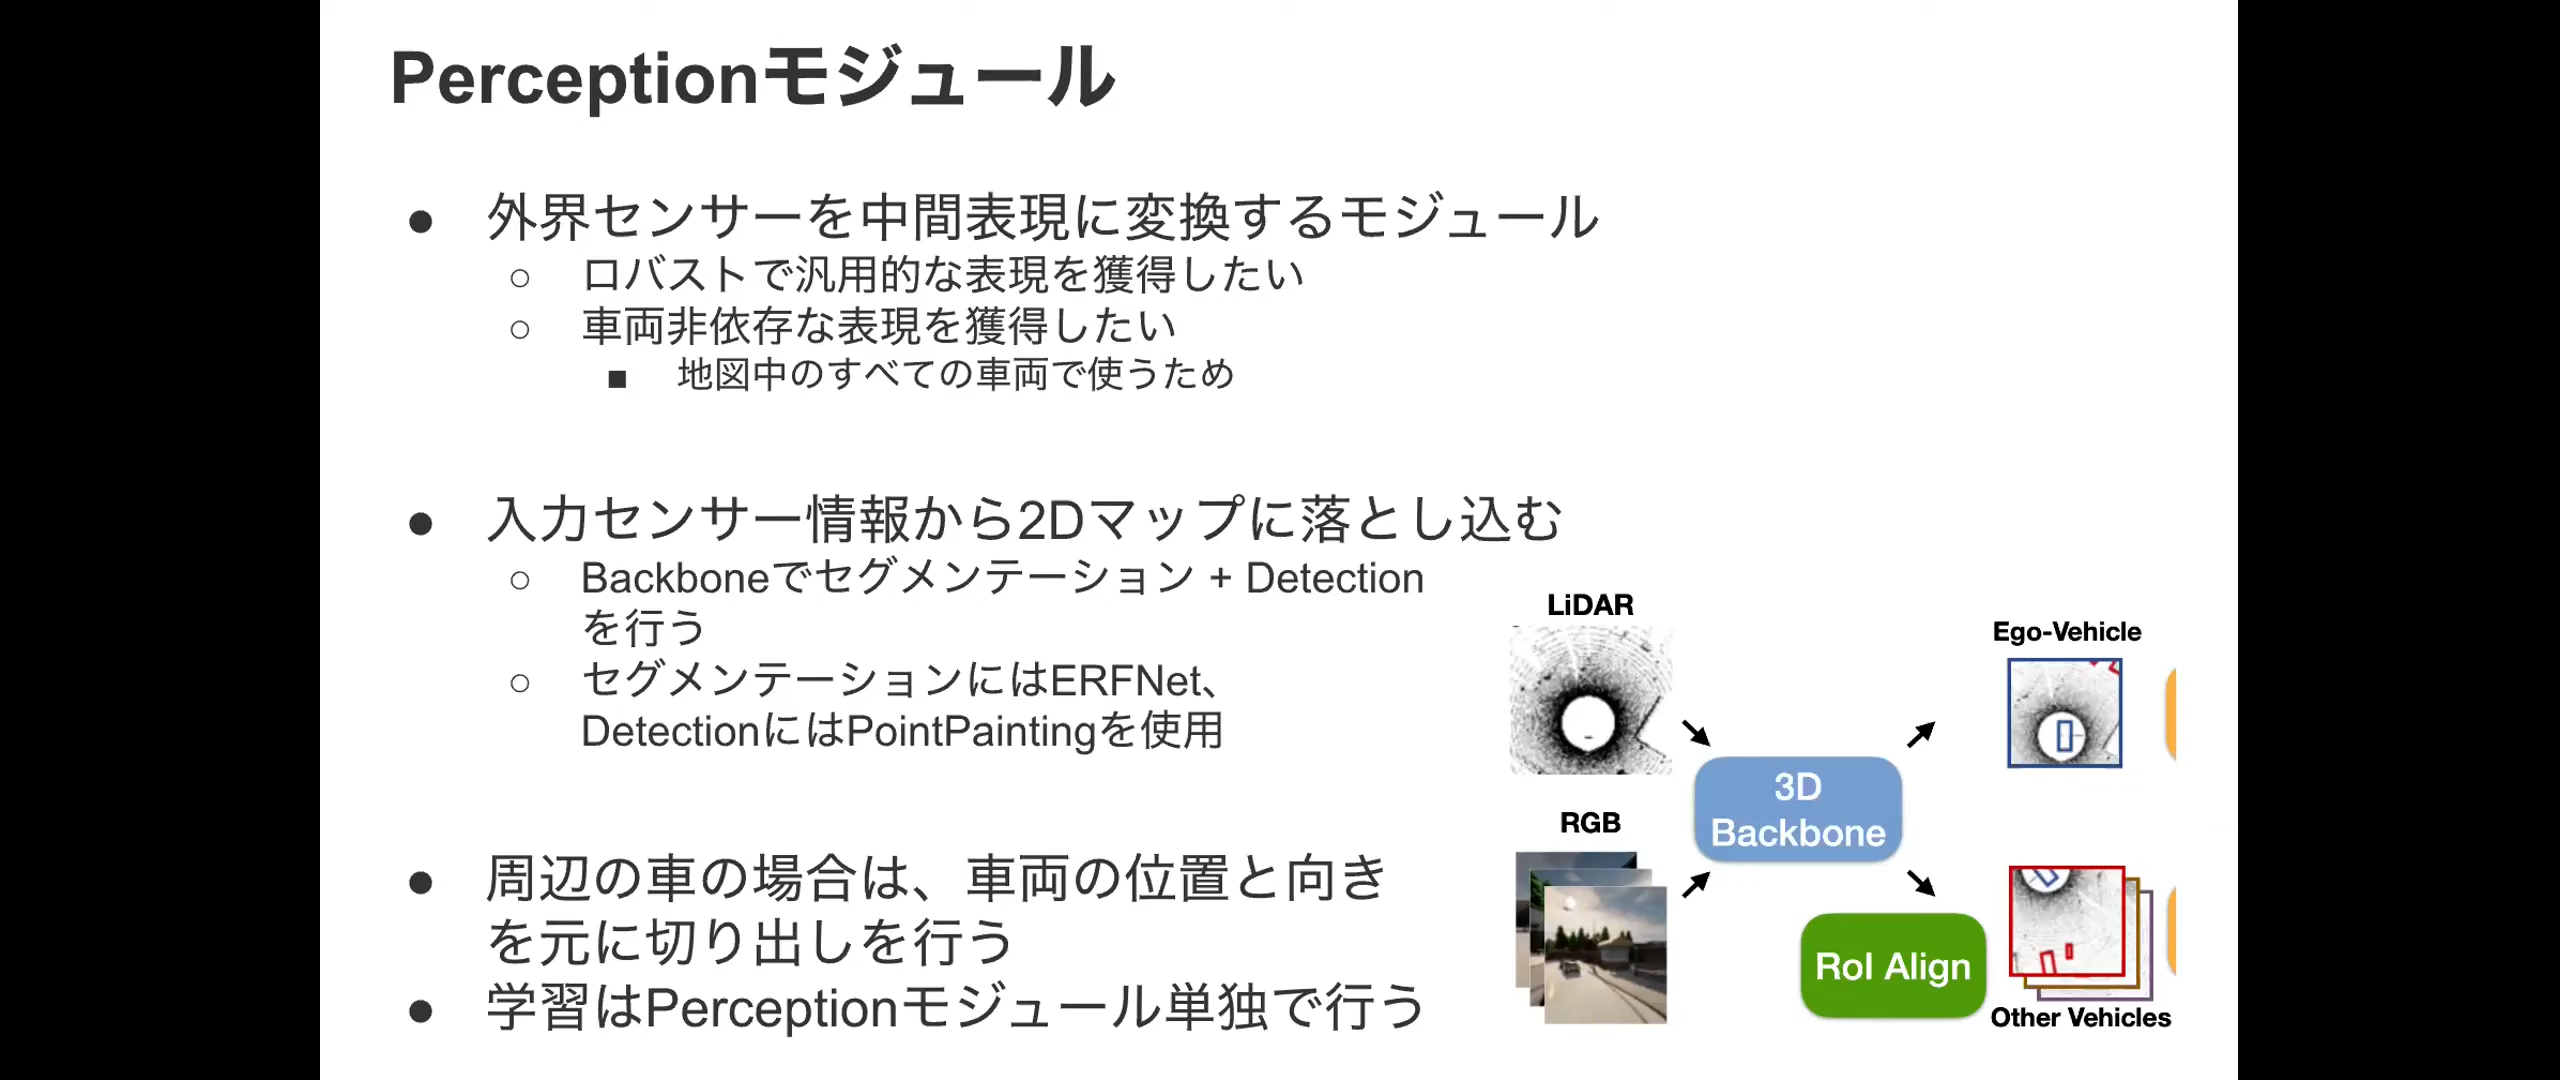 Perceptionモジュール
● 外界センサーを中間表現に変換するモジュール
○ ロバストで汎用的な表現を獲得したい
○ 車両非依存な表現を獲得したい
■ 地図中のすべての車両で使うため
● 入力センサー情報から2Dマップに落とし込む
○ Backboneでセグメンテーション + Detection
を行う
○ セグメンテーションにはERFNet、
DetectionにはPointPaintingを使用
● 周辺の車の場合は、車両の位置と向き
を元に切り出しを行う
● 学習はPerceptionモジュール単独で行う
LiDAR
RGB
3D
Backbone
RoI Align
Ego-Vehicle
Other Vehicles